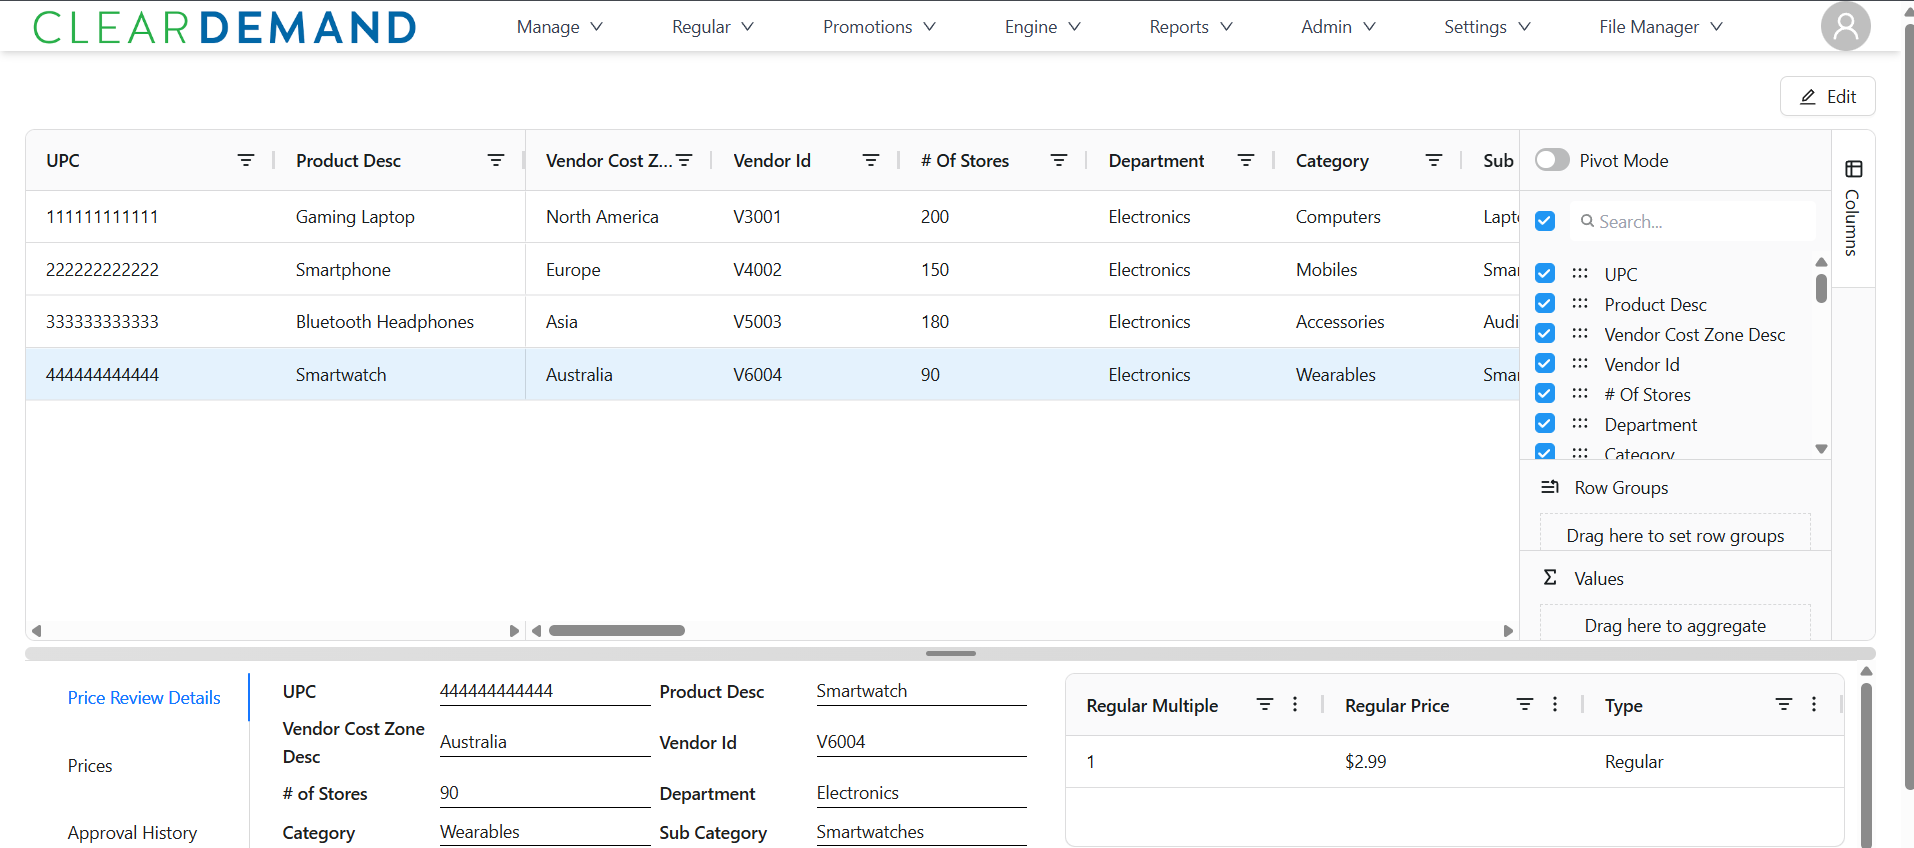 CLEARDEMAND Manage Regular Promotions Engine Reports Admin Settings File Manager
Edit
UPC Product Desc Vendor Cost Z... Vendor Id # Of Stores Department Category Sub
111111111111 Gaming Laptop North America V3001 200 Electronics Computers Lapt
222222222222 Smartphone Europe V4002 150 Electronics Mobiles Smar
333333333333 Bluetooth Headphones Asia V5003 180 Electronics Accessories Audi
444444444444 Smartwatch Australia V6004 90 Electronics Wearables Smar
Pivot Mode
Search...
UPC
Product Desc
Vendor Cost Zone Desc
Vendor Id
# Of Stores
Department
Category
Row Groups
Drag here to set row groups
Values
Drag here to aggregate
Columns
Price Review Details
Prices
Approval History
UPC 444444444444 Product Desc Smartwatch
Vendor Cost Zone
Desc Australia Vendor Id V6004
# of Stores 90 Department Electronics
Category Wearables Sub Category Smartwatches
Regular Multiple Regular Price Type
1 $2.99 Regular